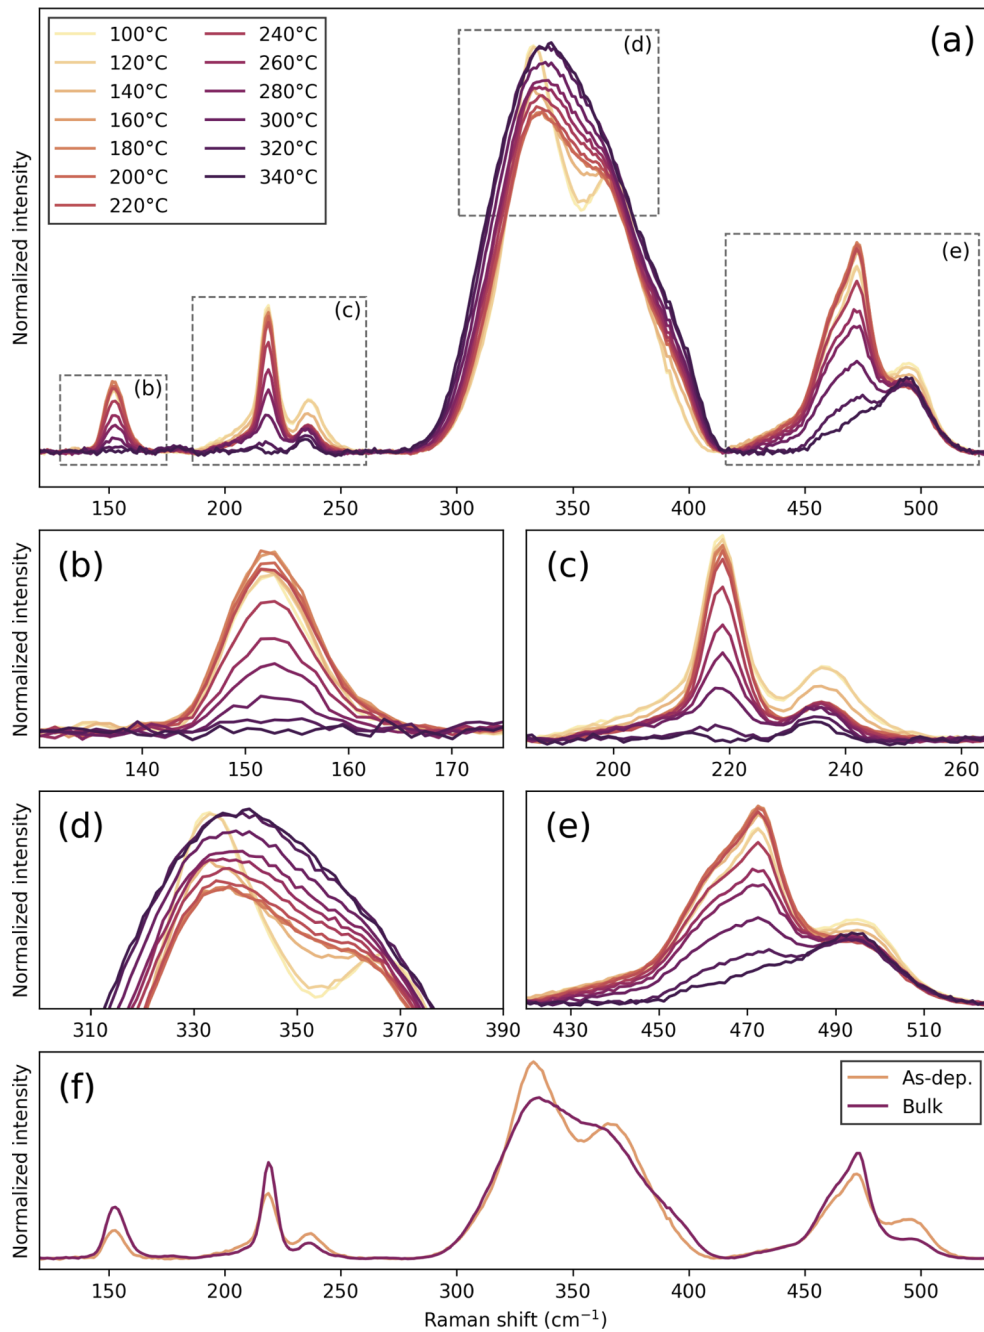 100°C 240°C
120°C 260°C
140°C 280°C
160°C 300°C
180°C 320°C
200°C 340°C
220°C
(a)
(b)
(c)
(d)
(e)
Normalized intensity
150 200 250 300 350 400 450 500
(b)
Normalized intensity
140 150 160 170
(c)
200 220 240 260
(d)
Normalized intensity
310 330 350 370 390
(e)
430 450 470 490 510
(f)
As-dep.
Bulk
Normalized intensity
150 200 250 300 350 400 450 500
Raman shift (cm⁻¹)